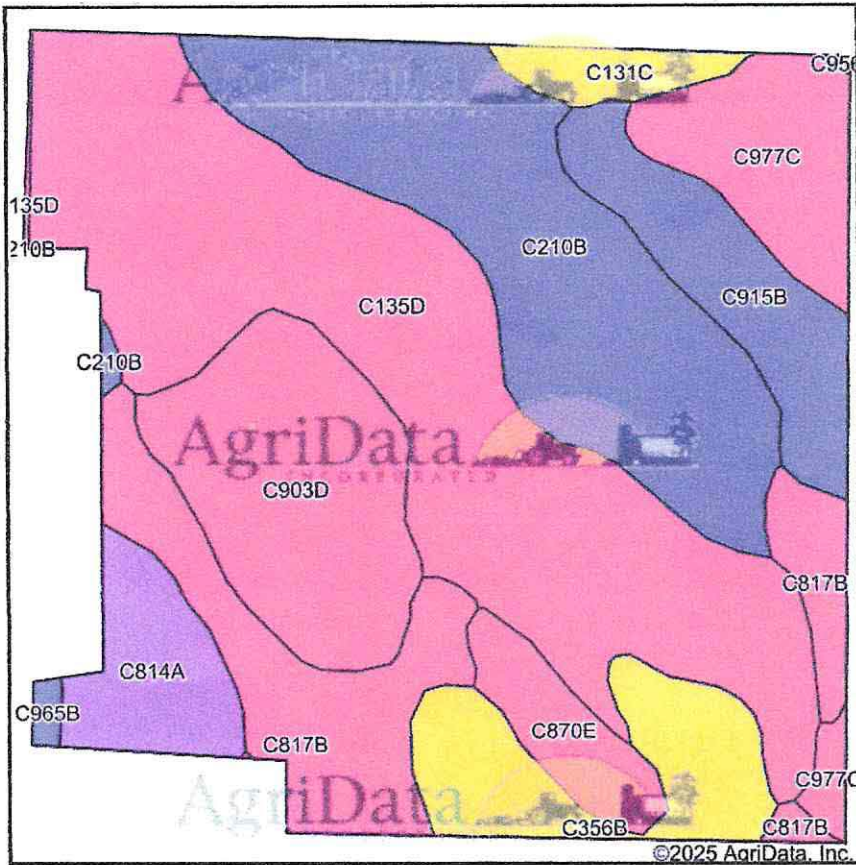 C131C
C956
C977C
135D
210B
C210B
C915B
C135D
C210B
AgriData
INCORPORATED
C903D
C817B
C814A
C965B
C817B
C870E
C977C
AgriData
C356B
C817B
©2025 AgriData, Inc.